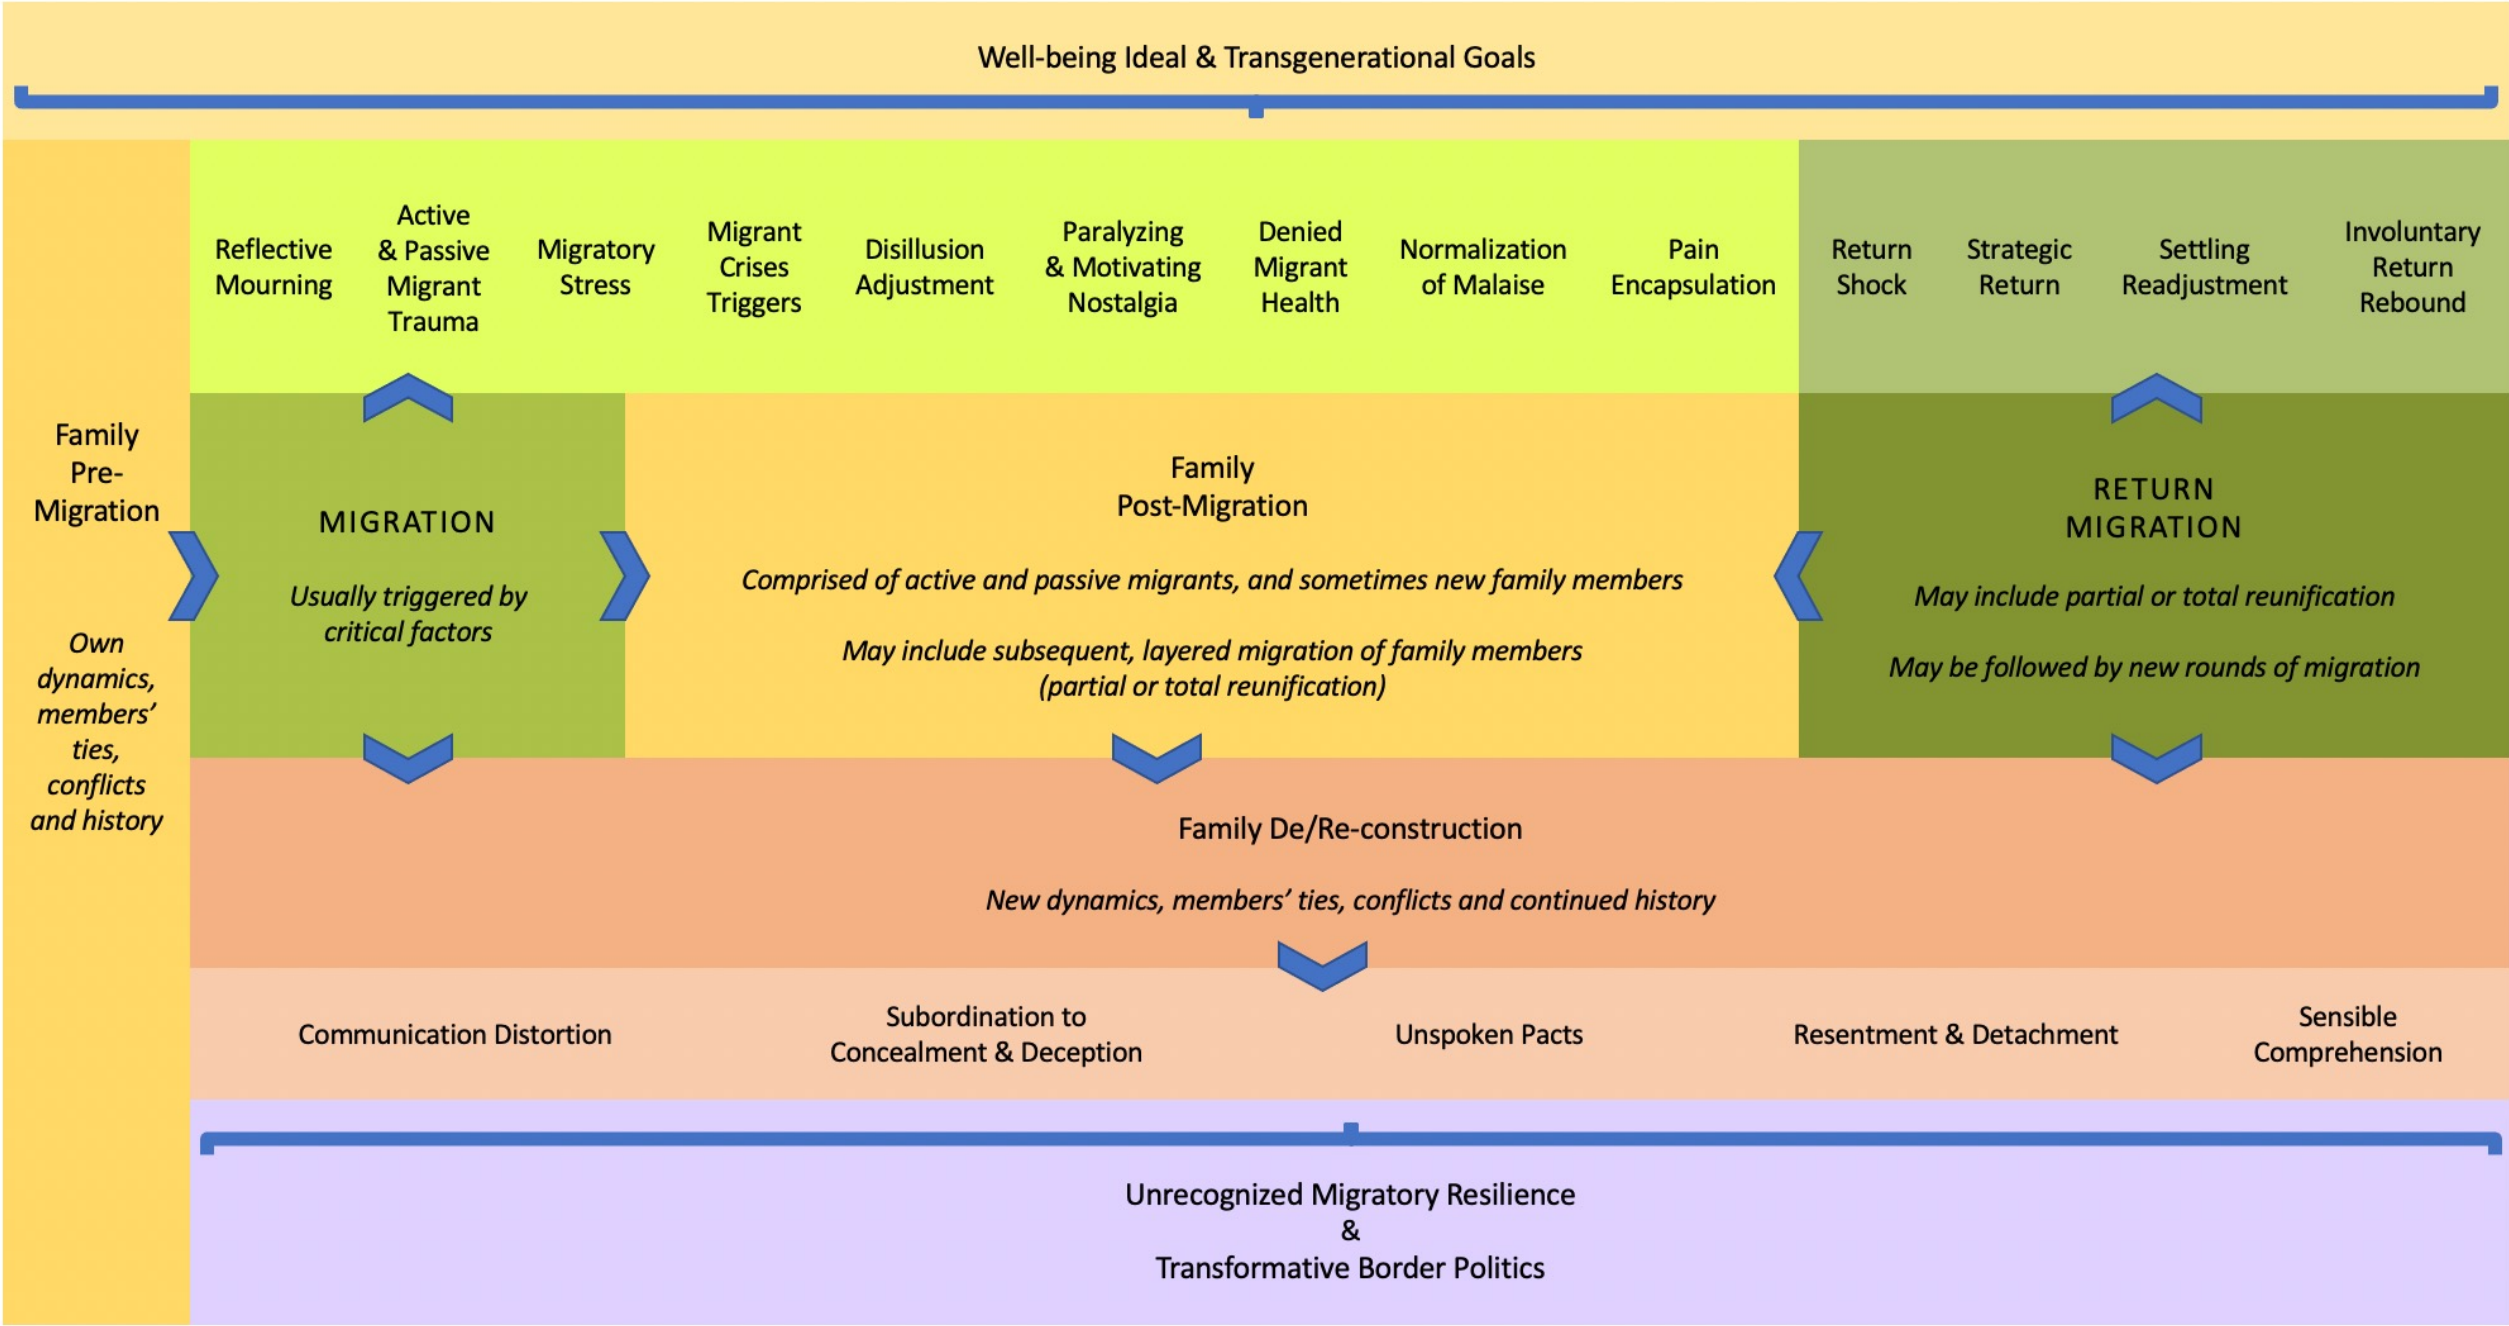 Well-being Ideal & Transgenerational Goals
Reflective
Mourning
Active
& Passive
Migrant
Trauma
Migratory
Stress
Migrant
Crises
Triggers
Disillusion
Adjustment
Paralyzing
& Motivating
Nostalgia
Denied
Migrant
Health
Normalization
of Malaise
Pain
Encapsulation
Return
Shock
Strategic
Return
Settling
Readjustment
Involuntary
Return
Rebound
Family
Pre-
Migration
Own
dynamics,
members’
ties,
conflicts
and history
MIGRATION
Usually triggered by
critical factors
Family
Post-Migration
Comprised of active and passive migrants, and sometimes new family members
May include subsequent, layered migration of family members
(partial or total reunification)
RETURN
MIGRATION
May include partial or total reunification
May be followed by new rounds of migration
Family De/Re-construction
New dynamics, members’ ties, conflicts and continued history
Communication Distortion
Subordination to
Concealment & Deception
Unspoken Pacts
Resentment & Detachment
Sensible
Comprehension
Unrecognized Migratory Resilience
&
Transformative Border Politics